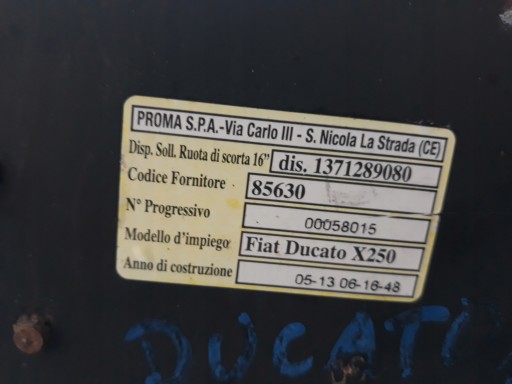 PROMA S.P.A.-Via Carlo III - S. Nicola La Strada (CE)
Disp. Soll. Ruota di scorta 16" dis. 1371289080
Codice Fornitore 85630
N° Progressivo 00058015
Modello d'impiego: Fiat Ducato X250
Anno di costruzione 05-13 06-16-48
DUCATI